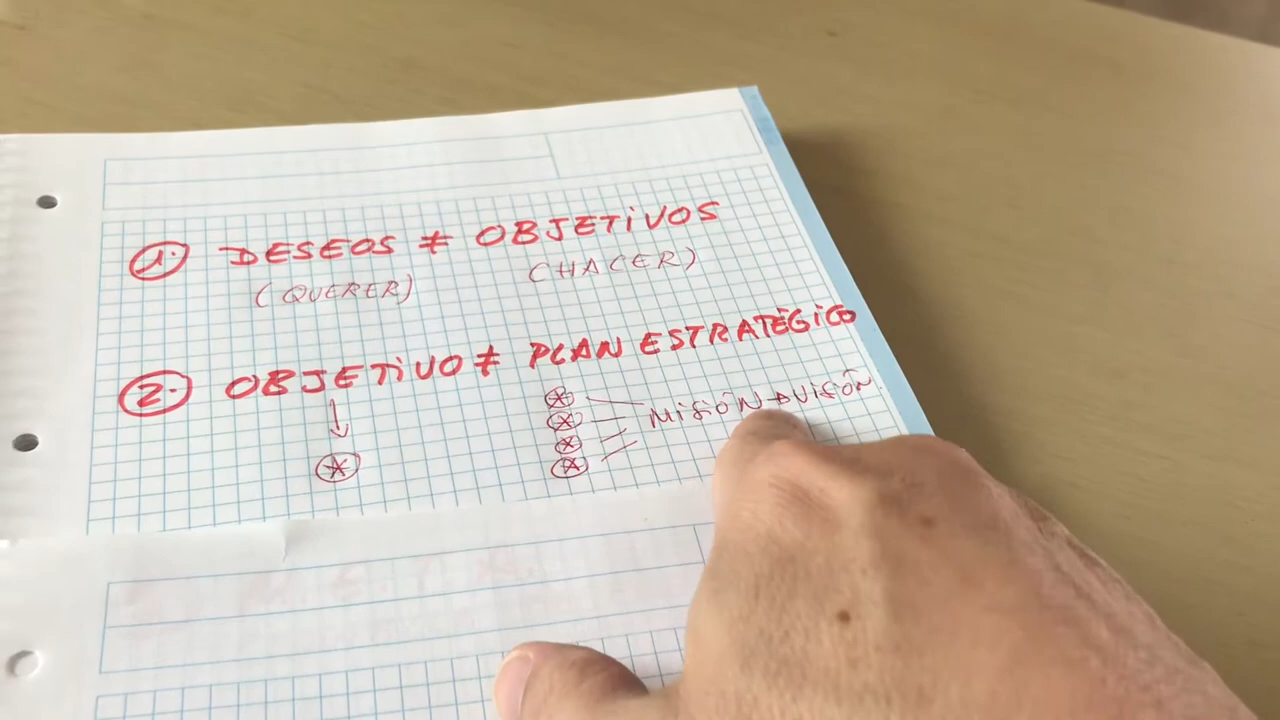 1. DESEOS ≠ OBJETIVOS
(QUERER) (HACER)
2. OBJETIVO ≠ PLAN ESTRATÉGICO
MISIÓN → VISIÓN